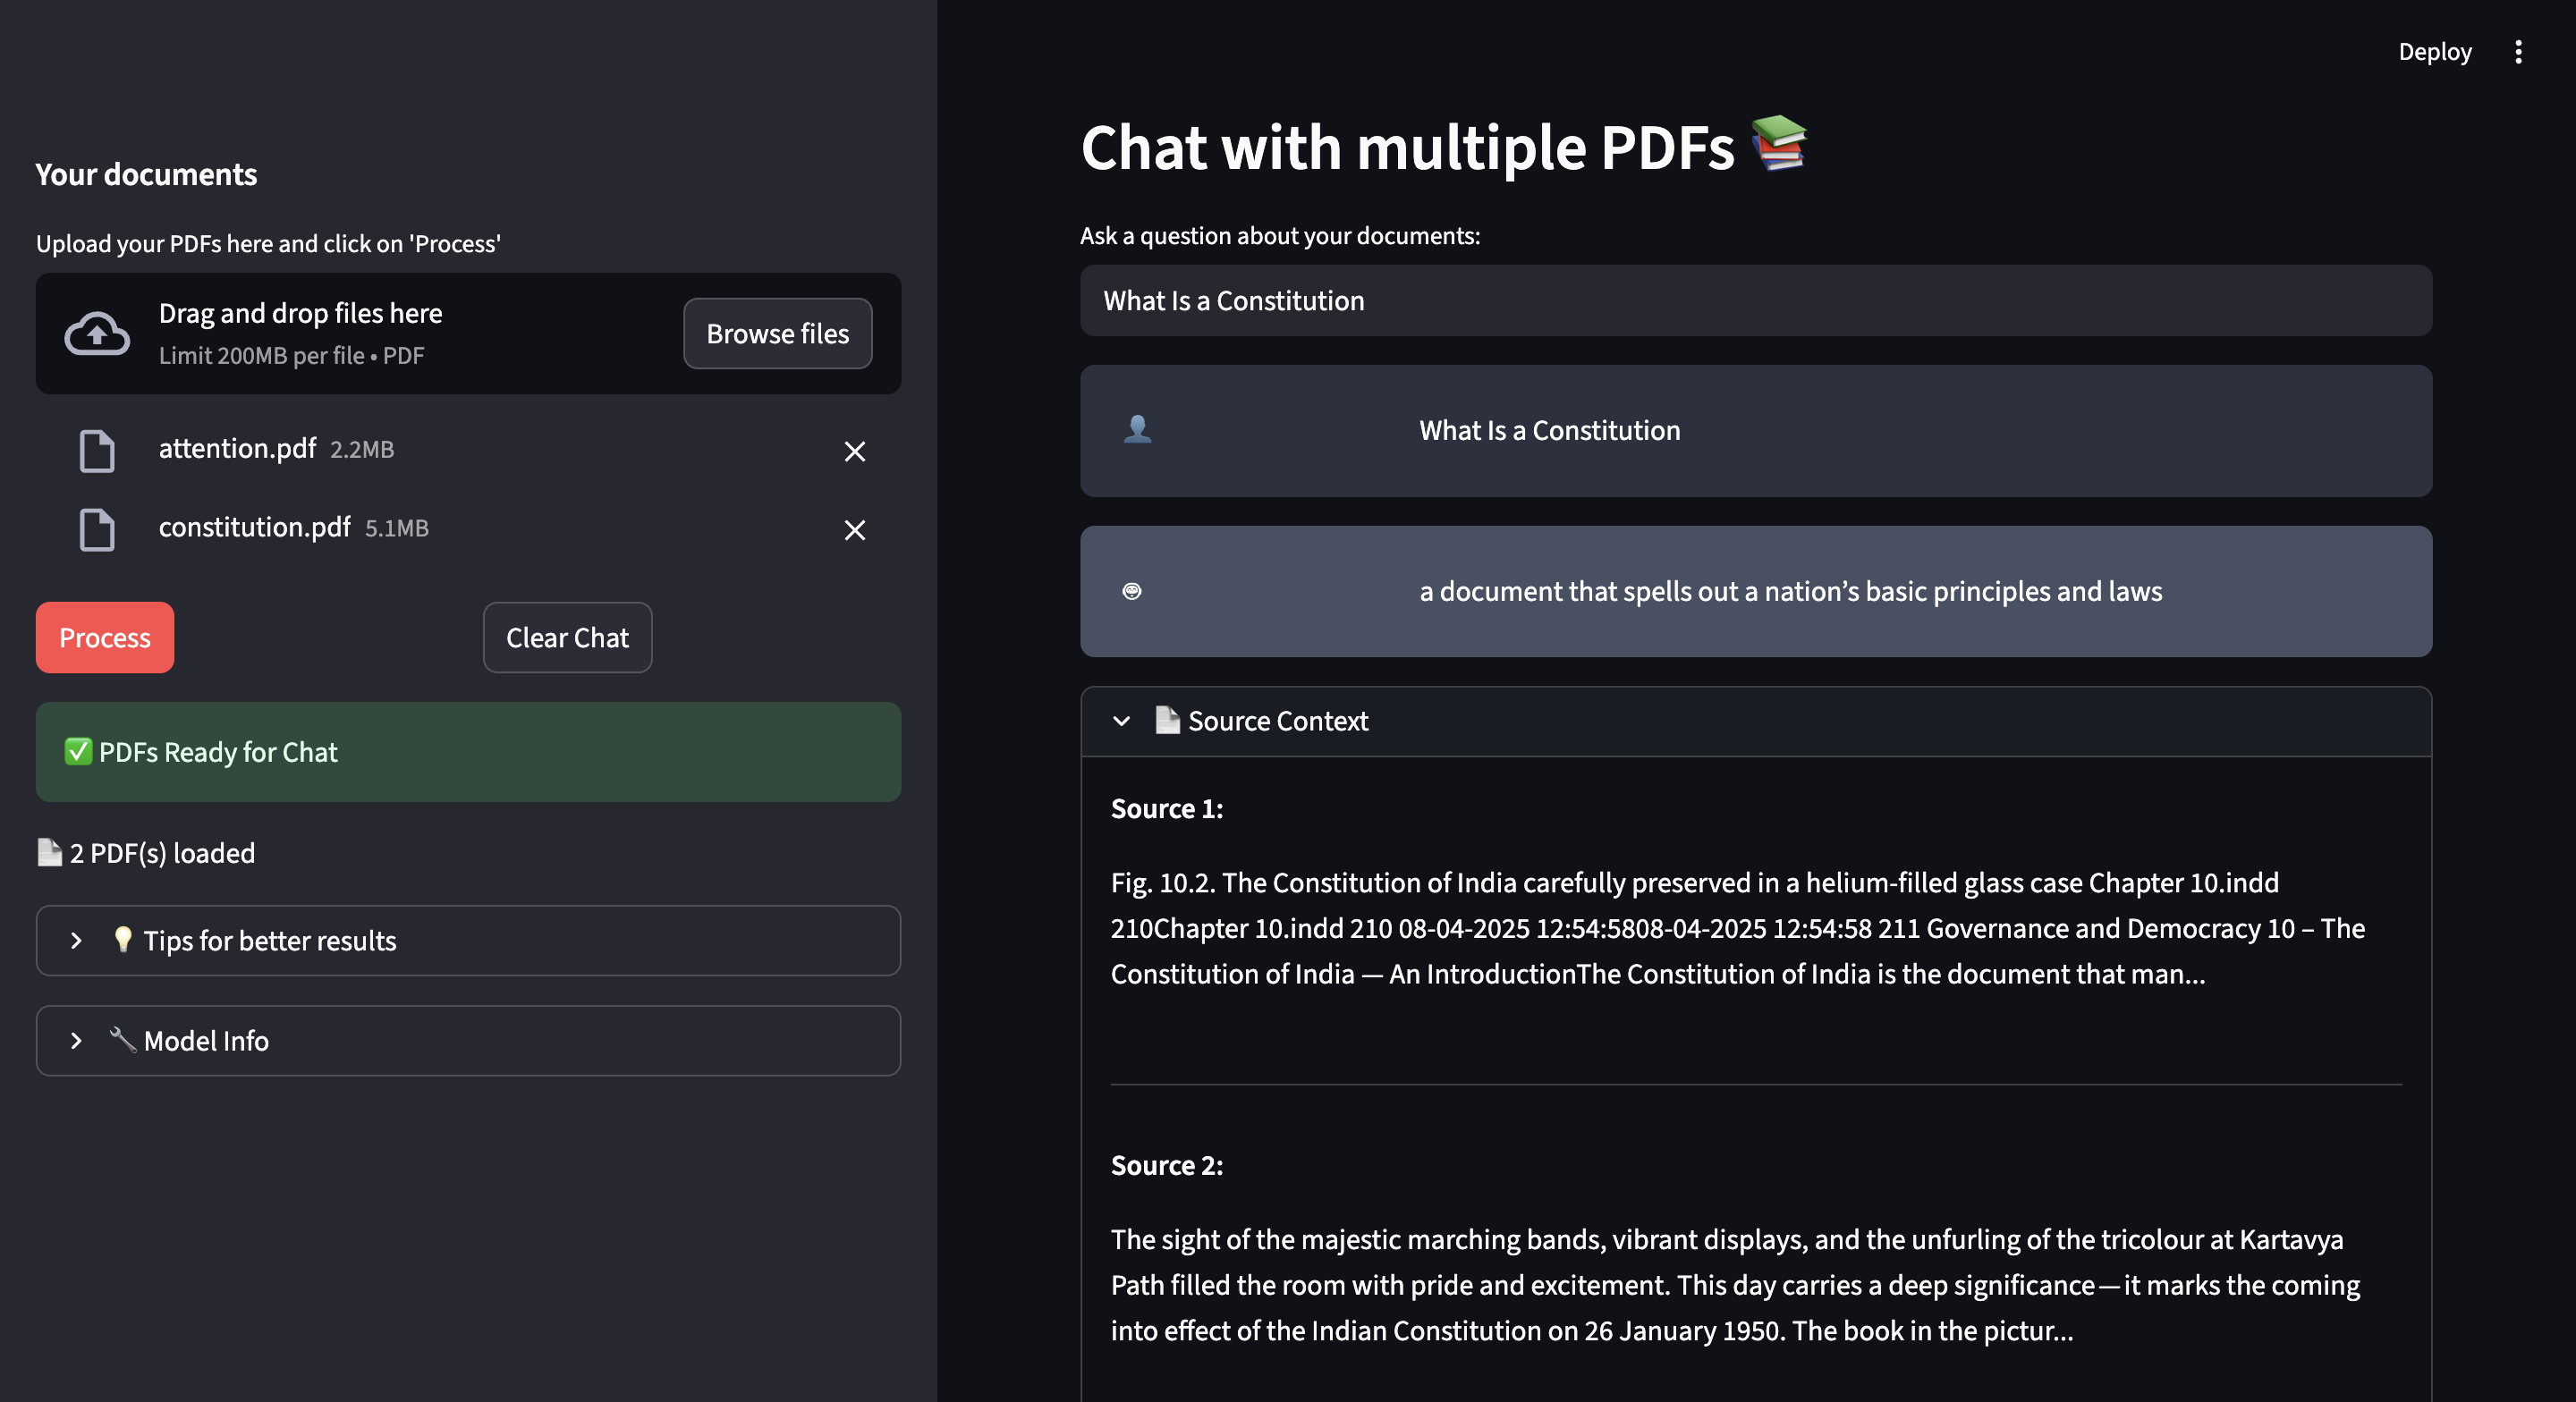 Deploy
Your documents
Upload your PDFs here and click on 'Process'
Drag and drop files here
Limit 200MB per file • PDF
Browse files
attention.pdf 2.2MB
constitution.pdf 5.1MB
Process
Clear Chat
✅ PDFs Ready for Chat
📄 2 PDF(s) loaded
💡 Tips for better results
🔧 Model Info
Chat with multiple PDFs 📚
Ask a question about your documents:
What Is a Constitution
What Is a Constitution
a document that spells out a nation’s basic principles and laws
📄 Source Context
Source 1:
Fig. 10.2. The Constitution of India carefully preserved in a helium-filled glass case Chapter 10.indd
210Chapter 10.indd 210 08-04-2025 12:54:5808-04-2025 12:54:58 211 Governance and Democracy 10 – The
Constitution of India — An IntroductionThe Constitution of India is the document that man...
Source 2:
The sight of the majestic marching bands, vibrant displays, and the unfurling of the tricolour at Kartavya
Path filled the room with pride and excitement. This day carries a deep significance—it marks the coming
into effect of the Indian Constitution on 26 January 1950. The book in the pictur...